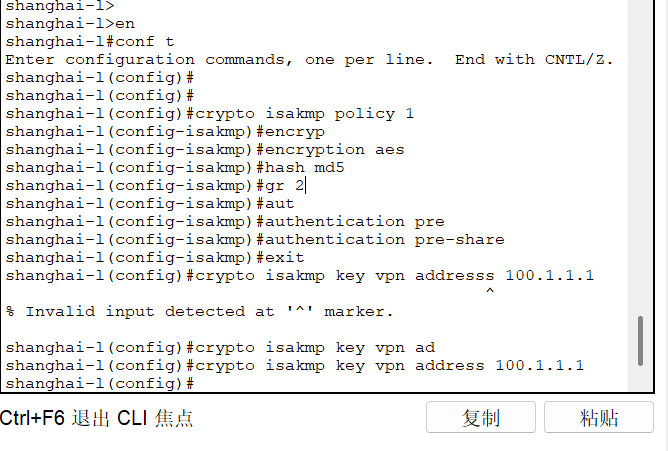 shanghai-l>
shanghai-l>en
shanghai-l#conf t
Enter configuration commands, one per line.  End with CNTL/Z.
shanghai-l(config)#
shanghai-l(config)#
shanghai-l(config)#crypto isakmp policy 1
shanghai-l(config-isakmp)#encryp
shanghai-l(config-isakmp)#encryption aes
shanghai-l(config-isakmp)#hash md5
shanghai-l(config-isakmp)#gr 2
shanghai-l(config-isakmp)#aut
shanghai-l(config-isakmp)#authentication pre
shanghai-l(config-isakmp)#authentication pre-share
shanghai-l(config-isakmp)#exit
shanghai-l(config)#crypto isakmp key vpn addresss 100.1.1.1
^
% Invalid input detected at '^' marker.
shanghai-l(config)#crypto isakmp key vpn ad
shanghai-l(config)#crypto isakmp key vpn address 100.1.1.1
shanghai-l(config)#
Ctrl+F6 退出 CLI 焦点
复制
粘贴